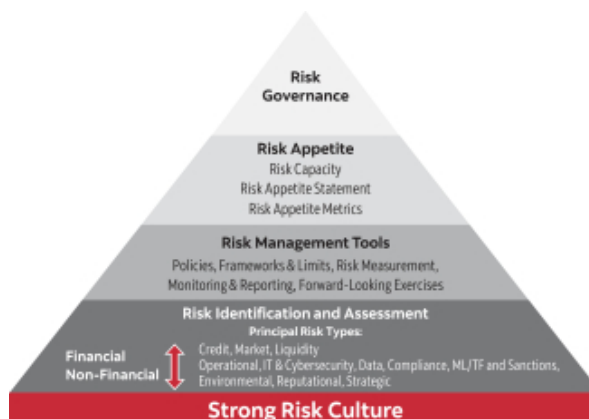 Risk
Governance
Risk Appetite
Risk Capacity
Risk Appetite Statement
Risk Appetite Metrics
Risk Management Tools
Policies, Frameworks & Limits, Risk Measurement,
Monitoring & Reporting, Forward-Looking Exercises
Risk Identification and Assessment
Principal Risk Types:
Financial
Credit, Market, Liquidity
Non-Financial
Operational, IT & Cybersecurity, Data, Compliance, ML/TF and Sanctions,
Environmental, Reputational, Strategic
Strong Risk Culture